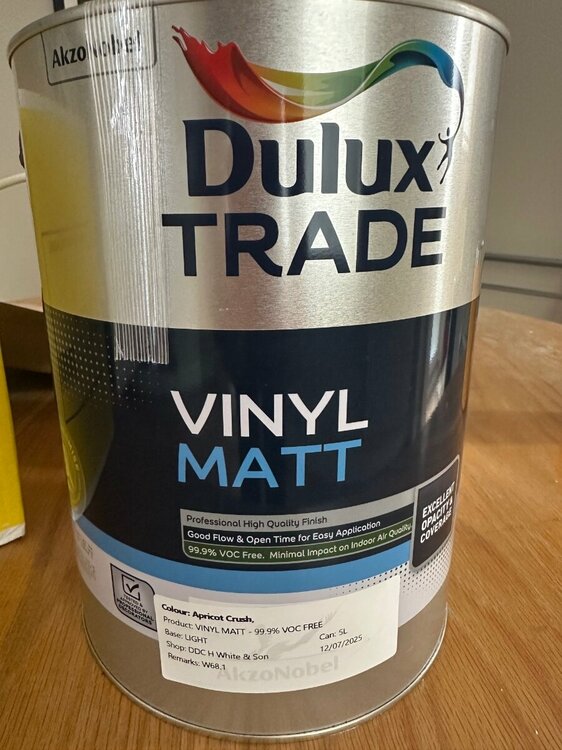 AkzoNobel
Dulux
TRADE
VINYL
MATT
Professional High Quality Finish
Good Flow & Open Time for Easy Application
99.9% VOC Free. Minimal Impact on Indoor Air Quality
EXCELLENT
OPACITY &
COVERAGE
Colour: Apricot Crush,
Product: VINYL MATT - 99.9% VOC FREE
Base: LIGHT
Can: 5L
Shop: DDC H White & Son
12/07/2025
Remarks: W68,1
AkzoNobel